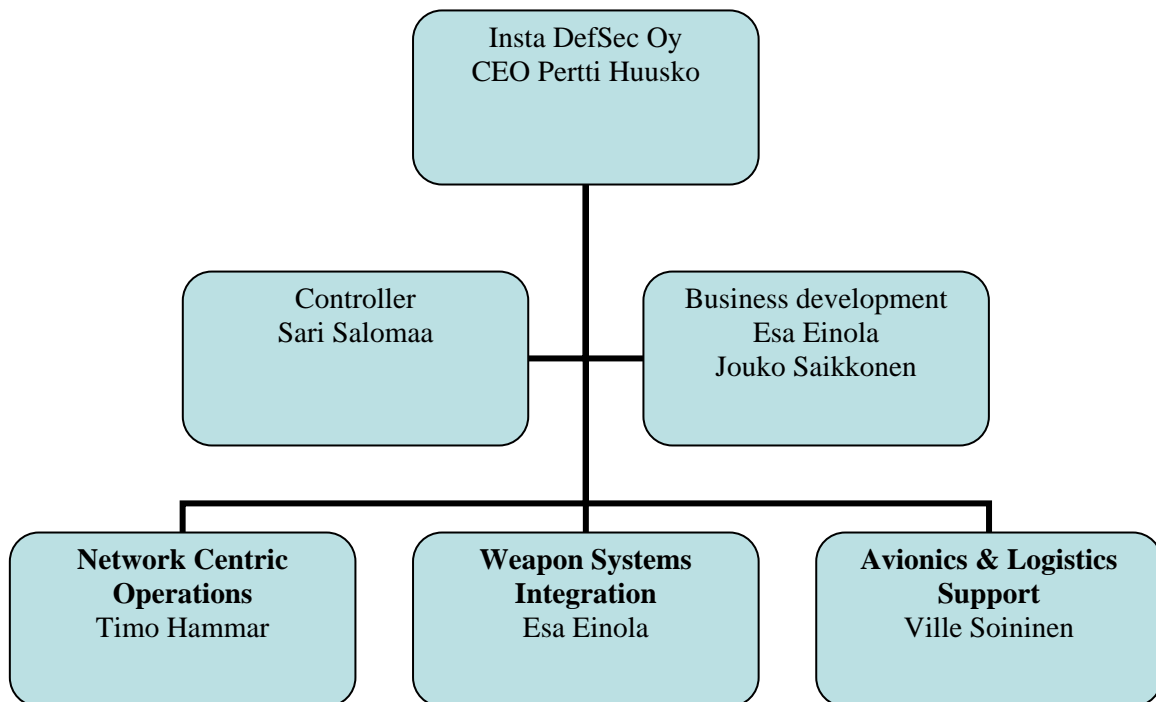 Insta DefSec Oy
CEO Pertti Huusko
Controller
Sari Salomaa
Business development
Esa Einola
Jouko Saikkonen
Network Centric
Operations
Timo Hammar
Weapon Systems
Integration
Esa Einola
Avionics & Logistics
Support
Ville Soininen